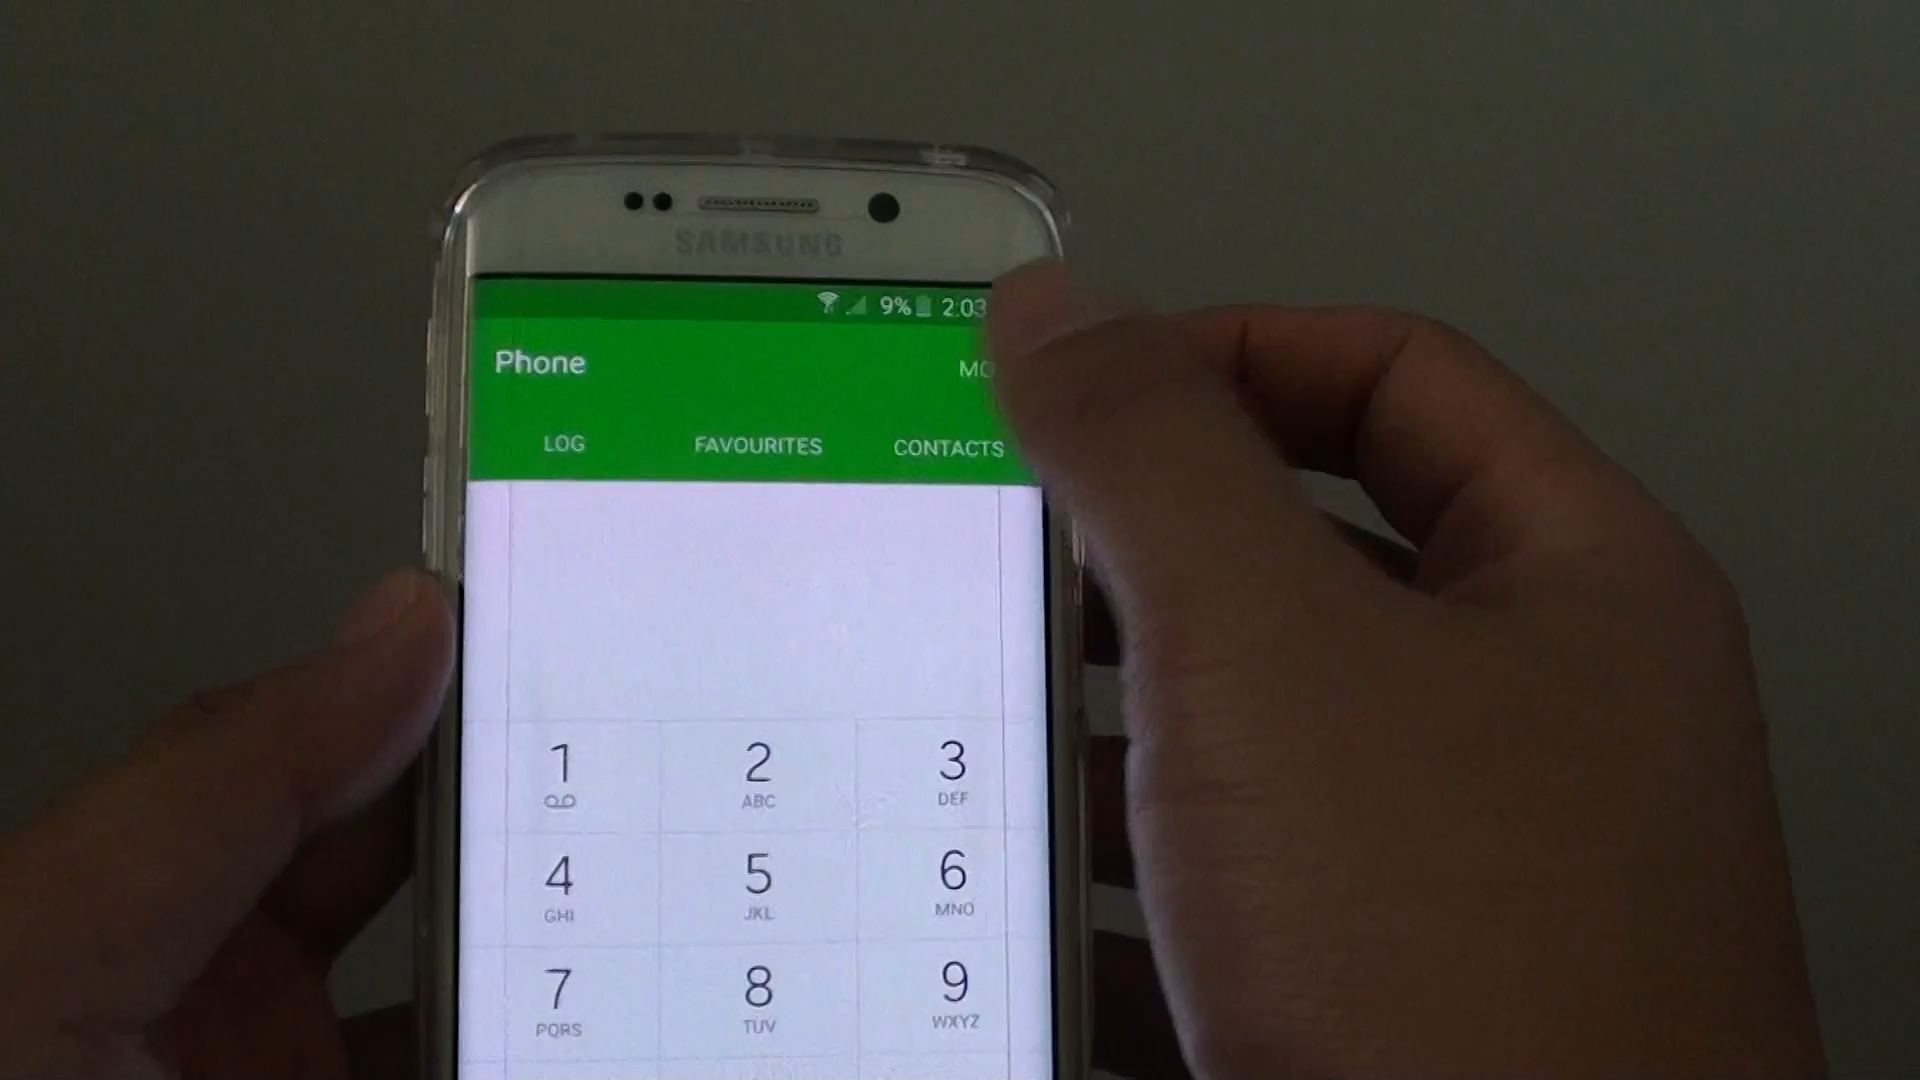 SAMSUNG
9% 2:03
Phone
LOG FAVOURITES CONTACTS
1 2 3
ABC DEF
4 5 6
GHI JKL MNO
7 8 9
PQRS TUV WXYZ